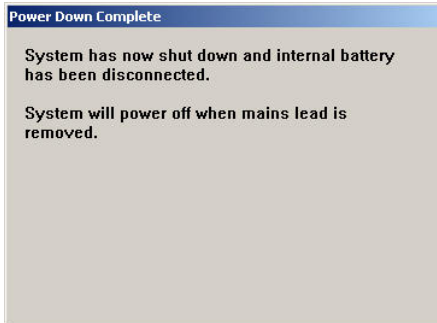 Power Down Complete
System has now shut down and internal battery
has been disconnected.
System will power off when mains lead is
removed.